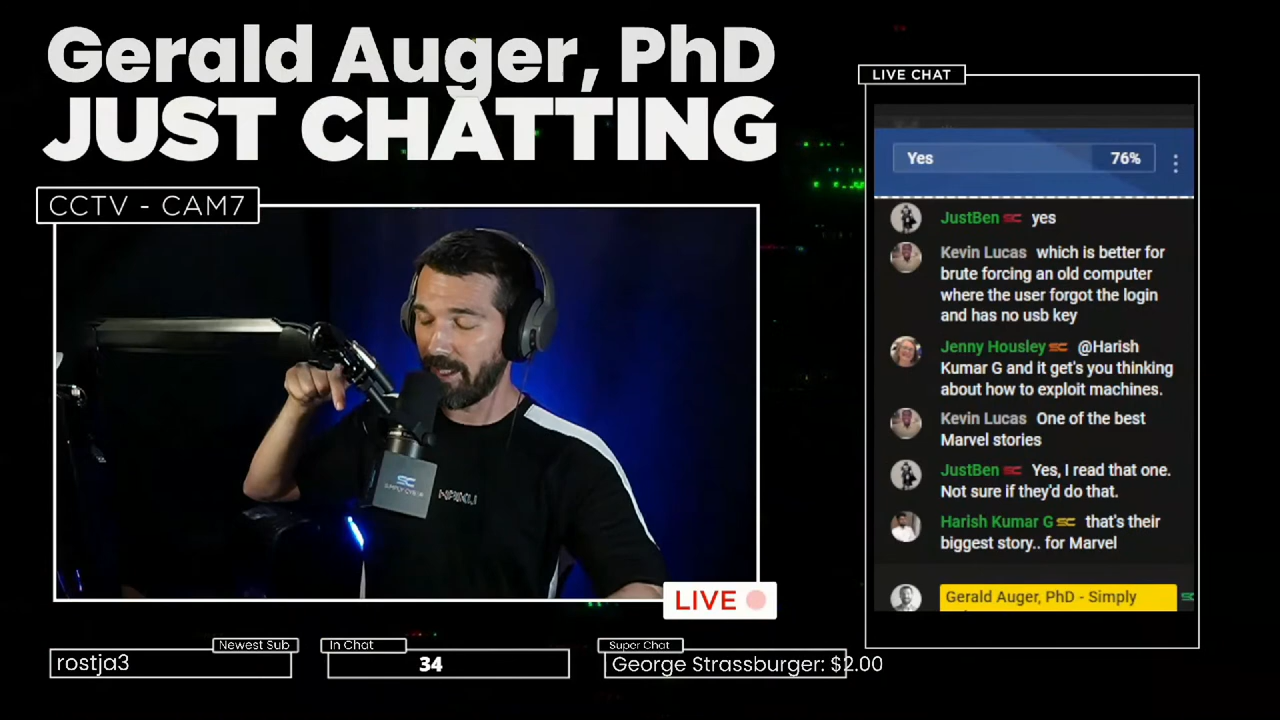 Gerald Auger, PhD
JUST CHATTING
CCTV - CAM7
LIVE
Newest Sub
rostja3
In Chat
34
Super Chat
George Strassburger: $2.00
LIVE CHAT
Yes 76%
JustBen yes
Kevin Lucas which is better for
brute forcing an old computer
where the user forgot the login
and has no usb key
Jenny Housley @Harish
Kumar G and it get's you thinking
about how to exploit machines.
Kevin Lucas One of the best
Marvel stories
JustBen Yes, I read that one.
Not sure if they'd do that.
Harish Kumar G that's their
biggest story.. for Marvel
Gerald Auger, PhD - Simply